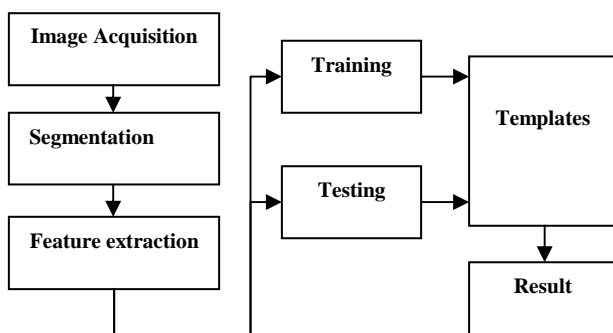 Image Acquisition
Segmentation
Feature extraction
Training
Testing
Templates
Result